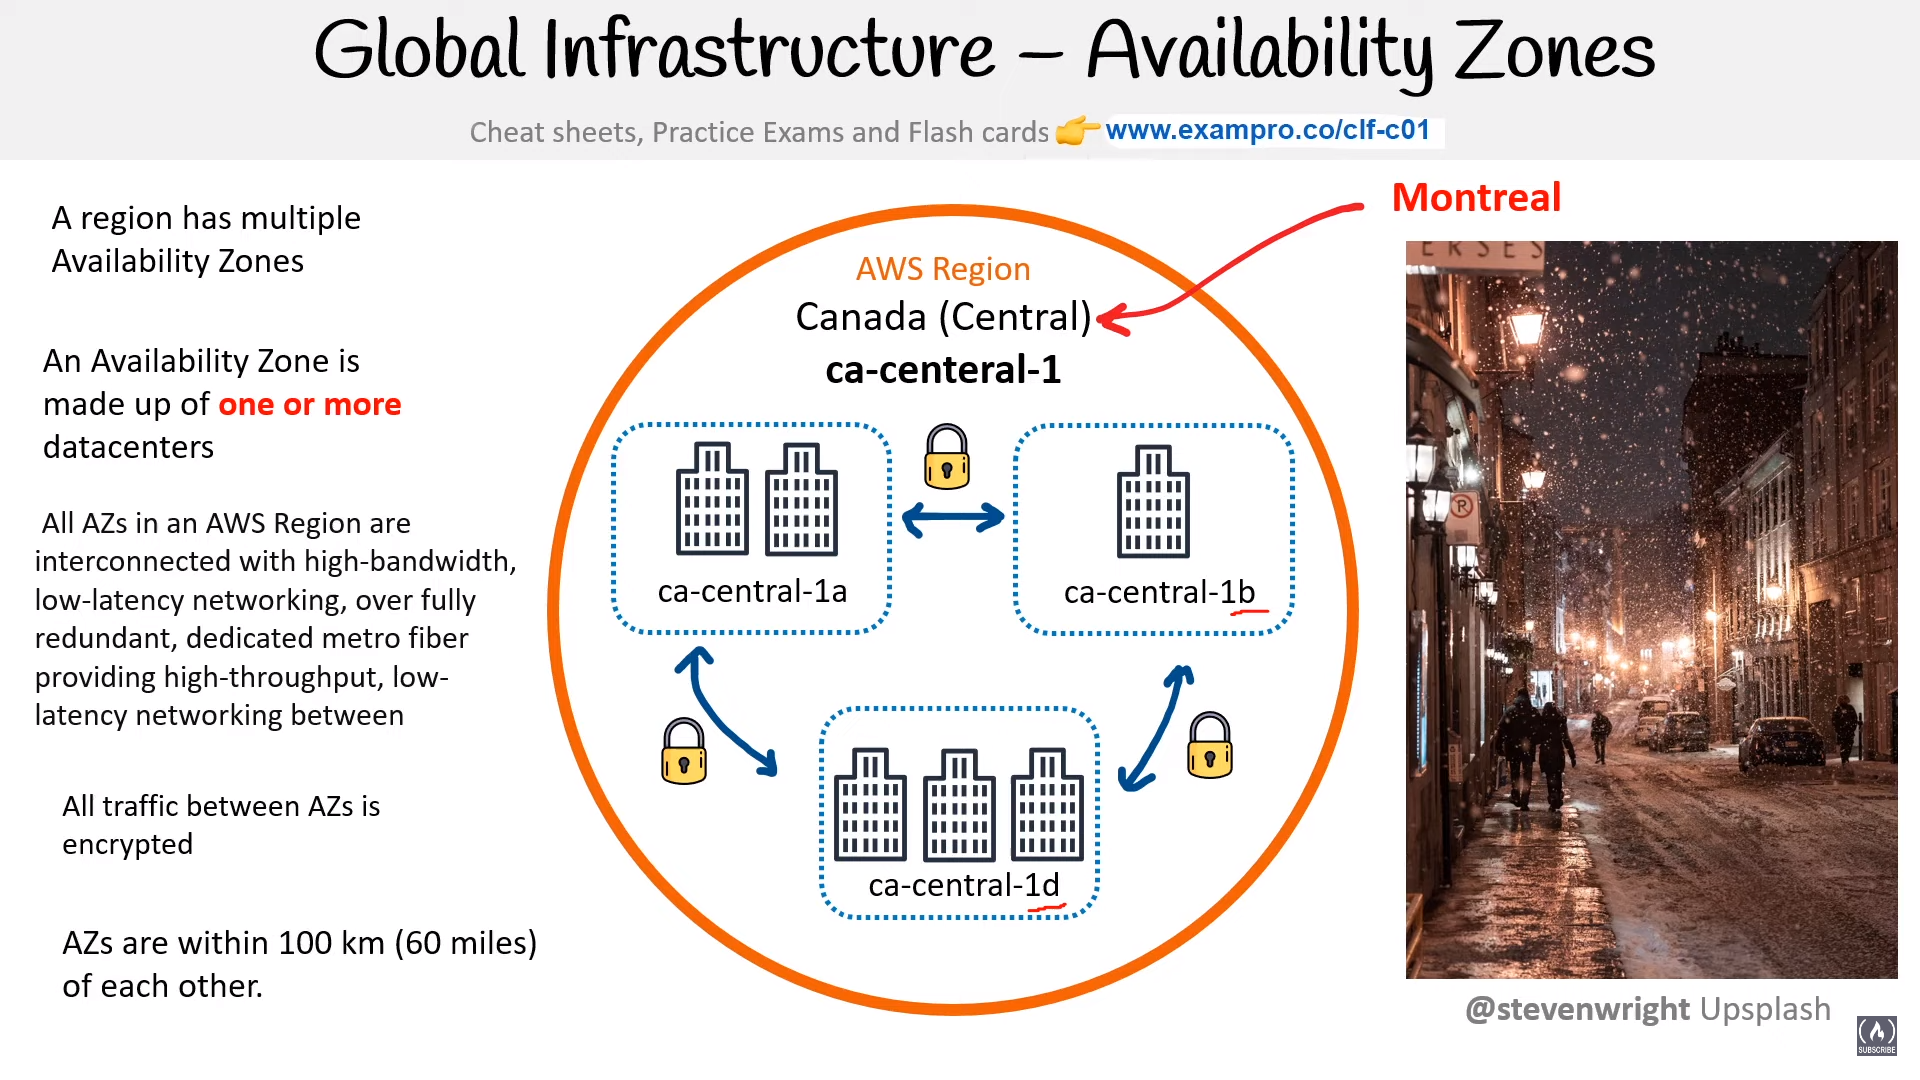 Global Infrastructure – Availability Zones
Cheat sheets, Practice Exams and Flash cards www.exampro.co/clf-c01
A region has multiple
Availability Zones
An Availability Zone is
made up of one or more
datacenters
All AZs in an AWS Region are
interconnected with high-bandwidth,
low-latency networking, over fully
redundant, dedicated metro fiber
providing high-throughput, low-
latency networking between
All traffic between AZs is
encrypted
AZs are within 100 km (60 miles)
of each other.
AWS Region
Canada (Central)
ca-centeral-1
ca-central-1a
ca-central-1b
ca-central-1d
Montreal
ERSES
P
@stevenwright Upsplash
SUBSCRIBE